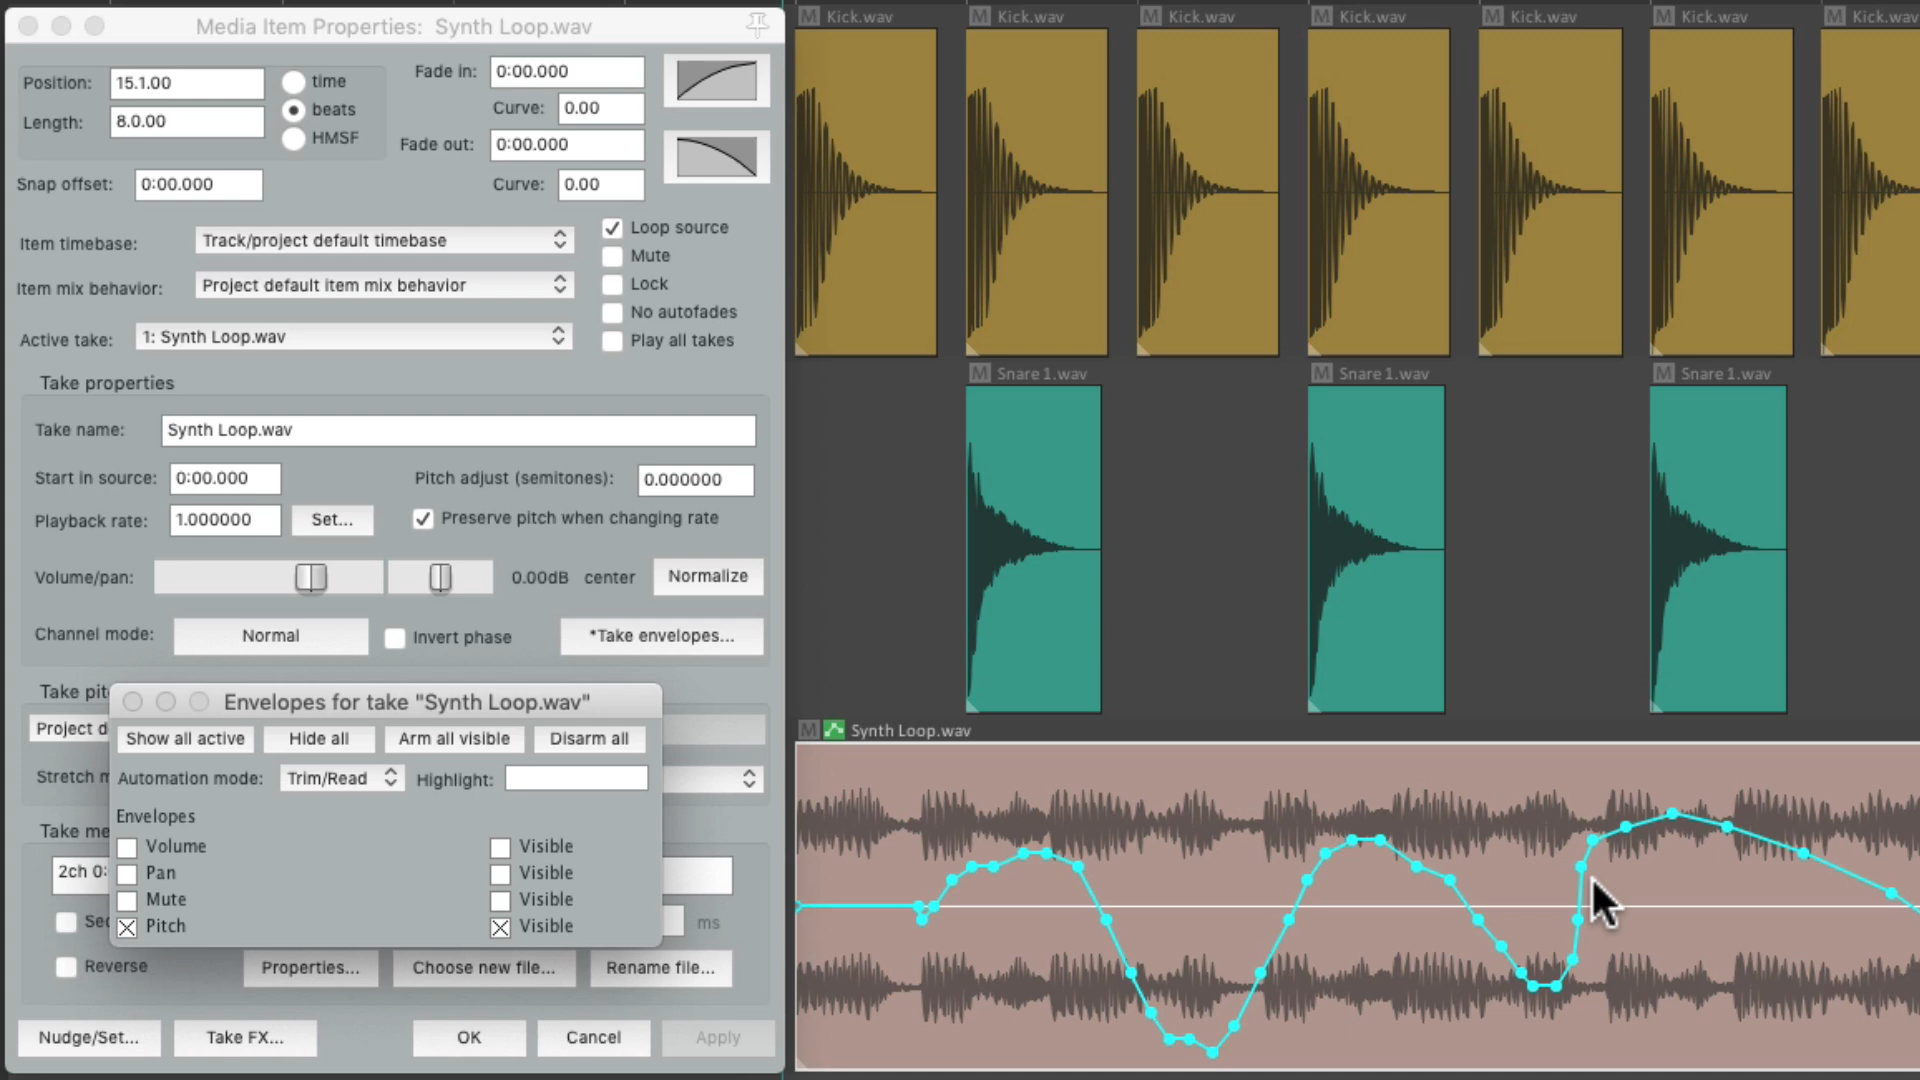 Media Item Properties: Synth Loop.wav
Position: 15.1.00
time
Length: 8.0.00
beats
HMSF
Fade in: 0:00.000
Curve: 0.00
Fade out: 0:00.000
Curve: 0.00
Snap offset: 0:00.000
Item timebase: Track/project default timebase
Item mix behavior: Project default item mix behavior
Active take: 1: Synth Loop.wav
Loop source
Mute
Lock
No autofades
Play all takes
Take properties
Take name: Synth Loop.wav
Start in source: 0:00.000
Pitch adjust (semitones): 0.000000
Playback rate: 1.000000 Set...
Preserve pitch when changing rate
Volume/pan: 0.00dB center Normalize
Channel mode: Normal
Invert phase
*Take envelopes...
Take pit
Project d
Stretch m
Take me
2ch 0:
Sec
ms
Envelopes for take "Synth Loop.wav"
Show all active Hide all Arm all visible Disarm all
Automation mode: Trim/Read Highlight:
Envelopes
Volume Visible
Pan Visible
Mute Visible
Pitch Visible
Reverse Properties... Choose new file... Rename file...
Nudge/Set... Take FX... OK Cancel Apply
M Kick.wav
M Kick.wav
M Kick.wav
M Kick.wav
M Kick.wav
M Kick.wav
M Kick.wav
M Snare 1.wav
M Snare 1.wav
M Snare 1.wav
M Synth Loop.wav